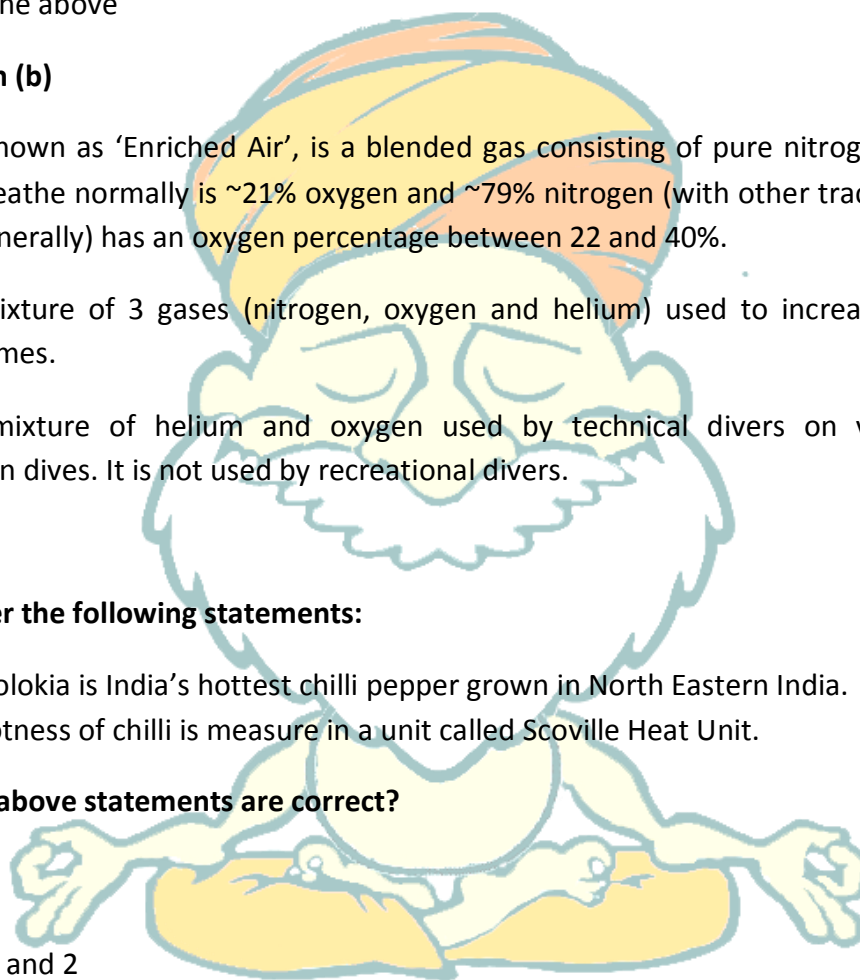 ne above
n (b)
nown as ‘Enriched Air’, is a blended gas consisting of pure nitrog
eathe normally is ~21% oxygen and ~79% nitrogen (with other trac
nerally) has an oxygen percentage between 22 and 40%.
ixture of 3 gases (nitrogen, oxygen and helium) used to increa
mes.
mixture of helium and oxygen used by technical divers on v
n dives. It is not used by recreational divers.
er the following statements:
olokia is India’s hottest chilli pepper grown in North Eastern India.
otness of chilli is measure in a unit called Scoville Heat Unit.
above statements are correct?
and 2